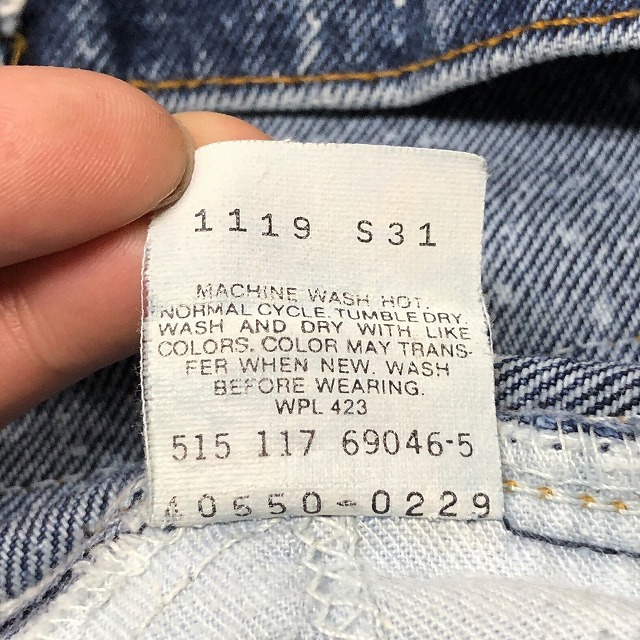 1119 S31
MACHINE WASH HOT,
NORMAL CYCLE. TUMBLE DRY.
WASH AND DRY WITH LIKE
COLORS. COLOR MAY TRANS-
FER WHEN NEW. WASH
BEFORE WEARING.
WPL 423
515 117 69046-5
40550-0229